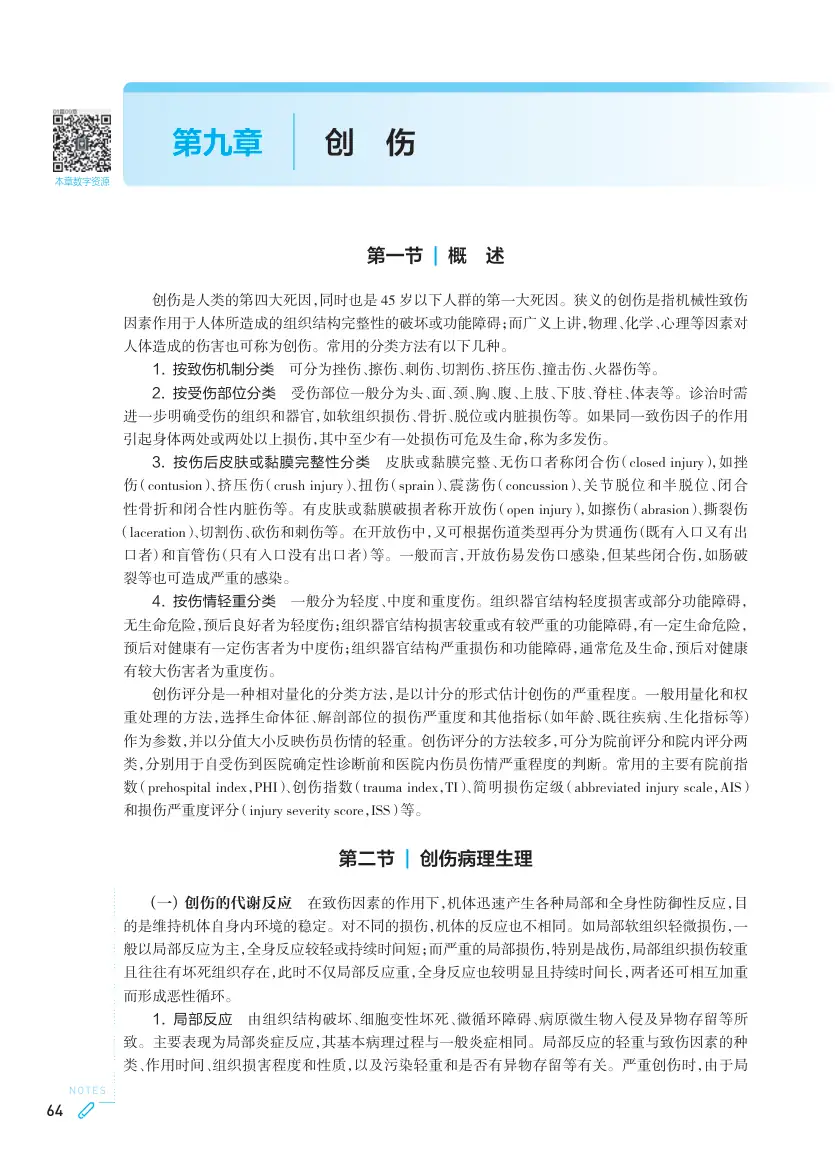 第九章 创 伤
本章数字资源
第一节 | 概 述
创伤是人类的第四大死因,同时也是 45 岁以下人群的第一大死因。狭义的创伤是指机械性致伤
因素作用于人体所造成的组织结构完整性的破坏或功能障碍;而广义上讲,物理、化学、心理等因素对
人体造成的伤害也可称为创伤。常用的分类方法有以下几种。
1. 按致伤机制分类 可分为挫伤、擦伤、刺伤、切割伤、挤压伤、撞击伤、火器伤等。
2. 按受伤部位分类 受伤部位一般分为头、面、颈、胸、腹、上肢、下肢、脊柱、体表等。诊治时需
进一步明确受伤的组织和器官,如软组织损伤、骨折、脱位或内脏损伤等。如果同一致伤因子的作用
引起身体两处或两处以上损伤,其中至少有一处损伤可危及生命,称为多发伤。
3. 按伤后皮肤或黏膜完整性分类 皮肤或黏膜完整、无伤口者称闭合伤(closed injury),如挫
伤(contusion)、挤压伤(crush injury)、扭伤(sprain)、震荡伤(concussion)、关节脱位和半脱位、闭合
性骨折和闭合性内脏伤等。有皮肤或黏膜破损者称开放伤(open injury),如擦伤(abrasion)、撕裂伤
(laceration)、切割伤、砍伤和刺伤等。在开放伤中,又可根据伤道类型再分为贯通伤(既有入口又有出
口者)和盲管伤(只有入口没有出口者)等。一般而言,开放伤易发伤口感染,但某些闭合伤,如肠破
裂等也可造成严重的感染。
4. 按伤情轻重分类 一般分为轻度、中度和重度伤。组织器官结构轻度损害或部分功能障碍,
无生命危险,预后良好者为轻度伤;组织器官结构损害较重或有较严重的功能障碍,有一定生命危险,
预后对健康有一定伤害者为中度伤;组织器官结构严重损伤和功能障碍,通常危及生命,预后对健康
有较大伤害者为重度伤。
创伤评分是一种相对量化的分类方法,是以计分的形式估计创伤的严重程度。一般用量化和权
重处理的方法,选择生命体征、解剖部位的损伤严重度和其他指标(如年龄、既往疾病、生化指标等)
作为参数,并以分值大小反映伤员伤情的轻重。创伤评分的方法较多,可分为院前评分和院内评分两
类,分别用于自受伤到医院确定性诊断前和医院内伤员伤情严重程度的判断。常用的主要有院前指
数(prehospital index,PHI)、创伤指数(trauma index,TI)、简明损伤定级(abbreviated injury scale,AIS)
和损伤严重度评分(injury severity score,ISS)等。
第二节 | 创伤病理生理
(一) 创伤的代谢反应 在致伤因素的作用下,机体迅速产生各种局部和全身性防御性反应,目
的是维持机体自身内环境的稳定。对不同的损伤,机体的反应也不相同。如局部软组织轻微损伤,一
般以局部反应为主,全身反应较轻或持续时间短;而严重的局部损伤,特别是战伤,局部组织损伤较重
且往往有坏死组织存在,此时不仅局部反应重,全身反应也较明显且持续时间长,两者还可相互加重
而形成恶性循环。
1. 局部反应 由组织结构破坏、细胞变性坏死、微循环障碍、病原微生物入侵及异物存留等所
致。主要表现为局部炎症反应,其基本病理过程与一般炎症相同。局部反应的轻重与致伤因素的种
类、作用时间、组织损害程度和性质,以及污染轻重和是否有异物存留等有关。严重创伤时,由于局
NOTES
64